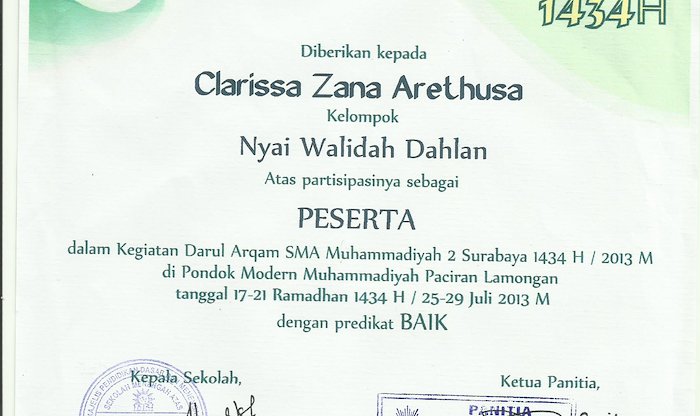 1434H
Diberikan kepada
Clarissa Zana Arethusa
Kelompok
Nyai Walidah Dahlan
Atas partisipasinya sebagai
PESERTA
dalam Kegiatan Darul Arqam SMA Muhammadiyah 2 Surabaya 1434 H / 2013 M
di Pondok Modern Muhammadiyah Paciran Lamongan
tanggal 17-21 Ramadhan 1434 H / 25-29 Juli 2013 M
dengan predikat BAIK
Kepala Sekolah,
Ketua Panitia,
PANITIA